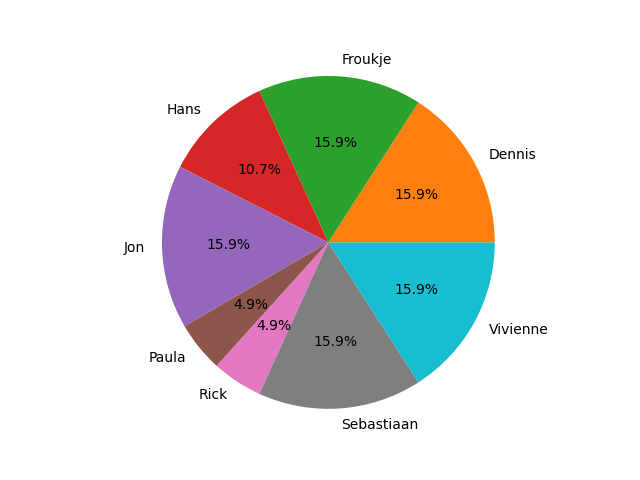 Froukje
15.9%
Hans
10.7%
Dennis
15.9%
Jon
15.9%
Paula
4.9%
Rick
4.9%
Sebastiaan
15.9%
Vivienne
15.9%